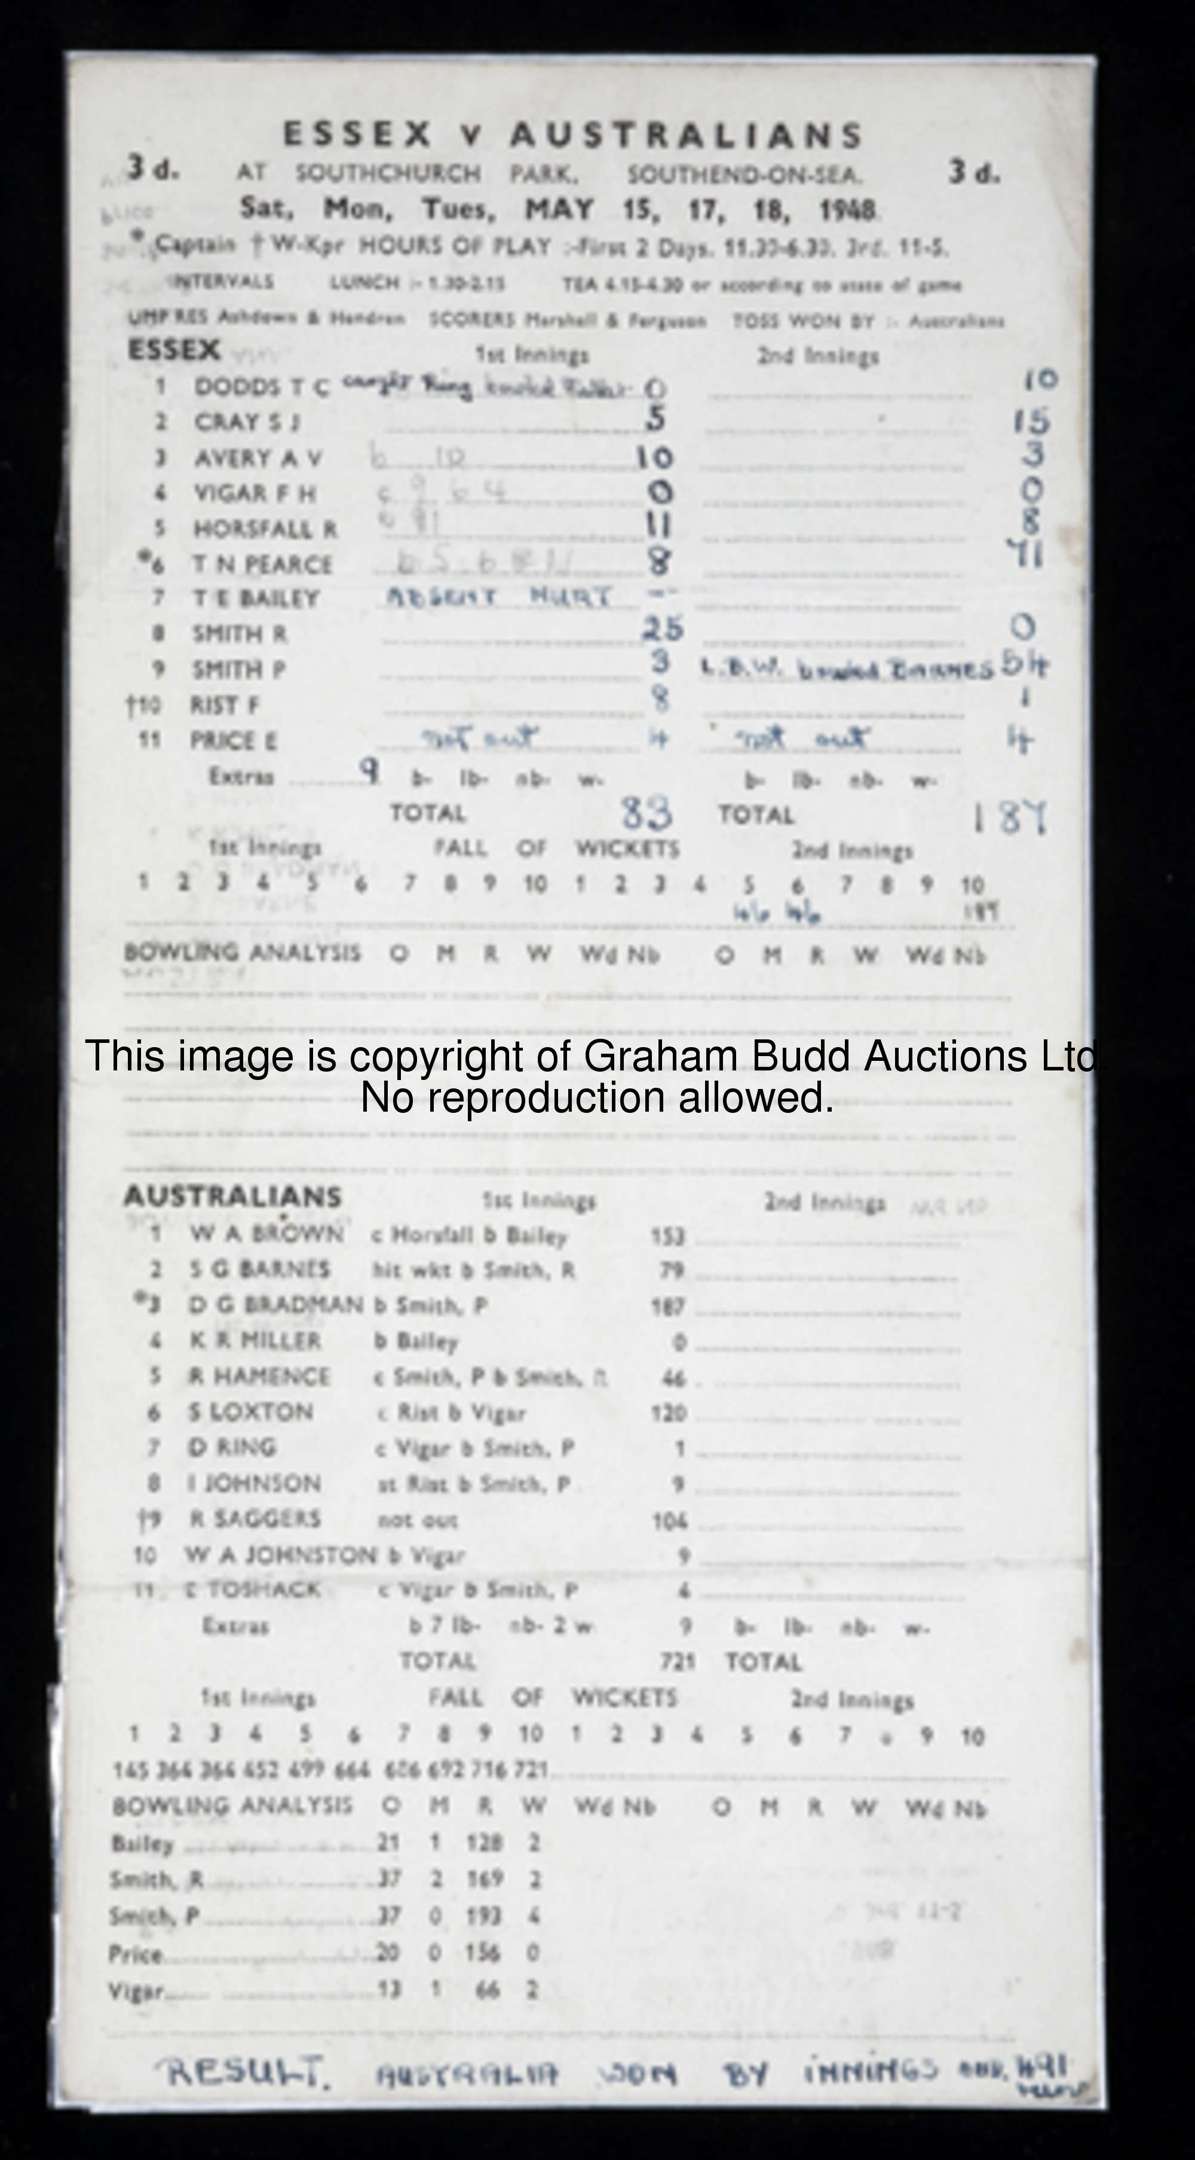 ESSEX v AUSTRALIANS
3 d. AT SOUTHCHURCH PARK. SOUTHEND-ON-SEA. 3 d.
Sat, Mon, Tues, MAY 15, 17, 18, 1948
* Captain † W-Kpr HOURS OF PLAY :-First 2 Days. 11.30-6.30. 3rd. 11-5.
INTERVALS LUNCH :- 1.30-2.15 TEA 4.15-4.30 or according to state of game
UMPIRES Ashdown & Hendren SCORERS Marshall & Ferguson TOSS WON BY :- Australians
ESSEX 1st Innings 2nd Innings
1 DODDS T C caught Ring bowled 0 10
2 CRAY S J 5 15
3 AVERY A V b 10 10 3
4 VIGAR F H c 9 b 4 0 0
5 HORSFALL R 11 8
*6 T N PEARCE 8 71
7 T E BAILEY ABSENT HURT --
8 SMITH R 25 0
9 SMITH P 3 L.B.W. bowled BARNES 54
†10 RIST F 8 1
11 PRICE E not out 4 not out 4
Extras 9 b- lb- nb- w- b- lb- nb- w-
TOTAL 83 TOTAL 187
1st Innings FALL OF WICKETS 2nd Innings
1 2 3 4 5 6 7 8 9 10 1 2 3 4 5 6 7 8 9 10
46 46 187
BOWLING ANALYSIS O M R W Wd Nb O M R W Wd Nb
This image is copyright of Graham Budd Auctions Ltd
No reproduction allowed.
AUSTRALIANS 1st Innings 2nd Innings
1 W A BROWN c Horsfall b Bailey 153
2 S G BARNES hit wkt b Smith, R 79
*3 D G BRADMAN b Smith, P 187
4 K R MILLER b Bailey 0
5 R HAMENCE c Smith, P b Smith, R 46
6 S LOXTON c Rist b Vigar 120
7 D RING c Vigar b Smith, P 1
8 I JOHNSON st Rist b Smith, P 9
†9 R SAGGERS not out 104
10 W A JOHNSTON b Vigar 9
11 E TOSHACK c Vigar b Smith, P 4
Extras b 7 lb- nb- 2 w 9 b- lb- nb- w-
TOTAL 721 TOTAL
1st Innings FALL OF WICKETS 2nd Innings
1 2 3 4 5 6 7 8 9 10 1 2 3 4 5 6 7 8 9 10
145 364 364 452 499 664 686 692 716 721
BOWLING ANALYSIS O M R W Wd Nb O M R W Wd Nb
Bailey 21 1 128 2
Smith, R 37 2 169 2
Smith, P 37 0 193 4
Price 20 0 156 0
Vigar 13 1 66 2
RESULT. AUSTRALIA WON BY INNINGS AND 491